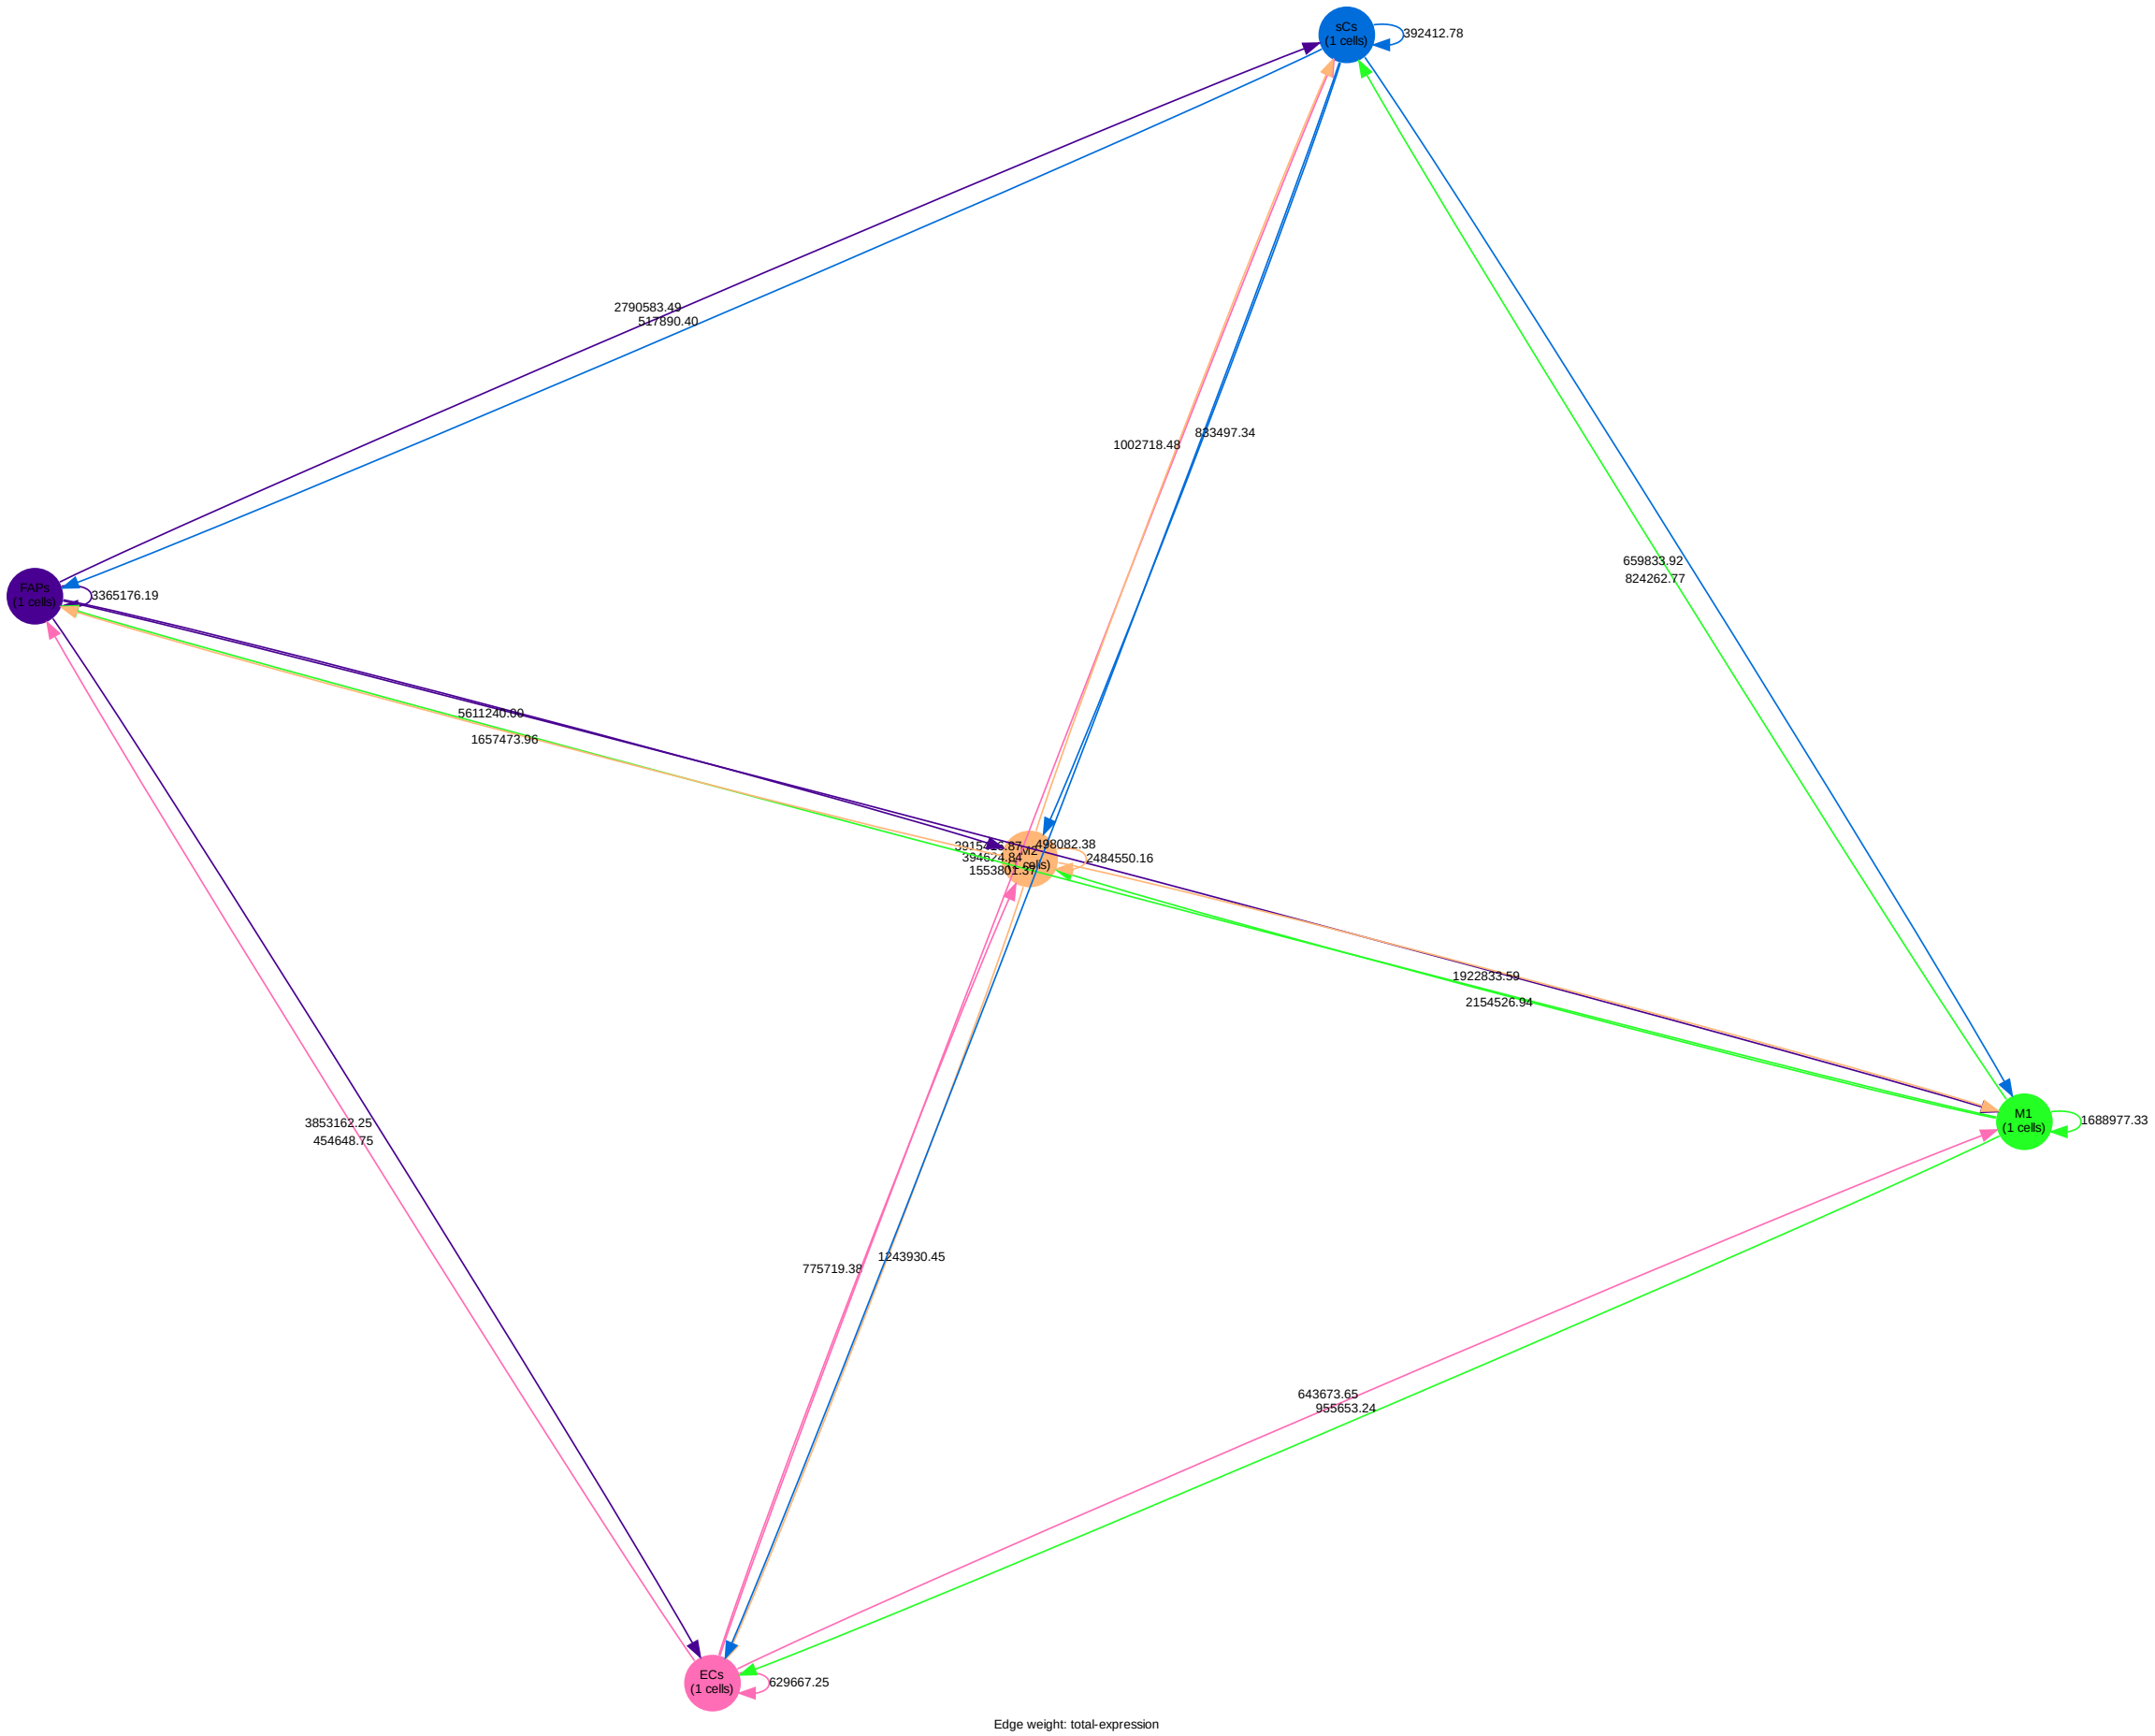 sCs
(1 cells)
392412.78
2790583.49
517890.40
833497.34
1002718.48
659833.92
824262.77
FAPs
(1 cells)
3365176.19
5611240.00
1657473.96
498082.38
M2
cells)
394624.84
1553801.37
2484550.16
1922833.59
2154526.94
M1
(1 cells)
1688977.33
3853162.25
454648.75
775719.38
1243930.45
643673.65
955653.24
ECs
(1 cells)
629667.25
Edge weight: total-expression